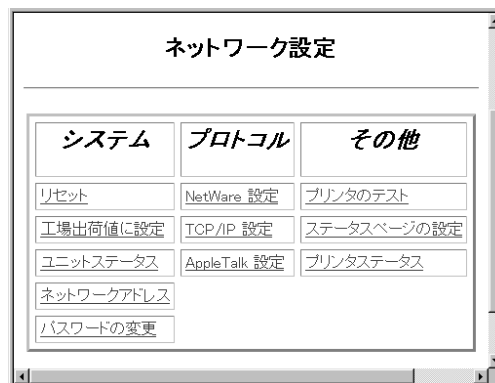 ネットワーク設定
システム プロトコル その他
リセット NetWare 設定 プリンタのテスト
工場出荷値に設定 TCP/IP 設定 ステータスページの設定
ユニットステータス AppleTalk 設定 プリンタステータス
ネットワークアドレス
パスワードの変更